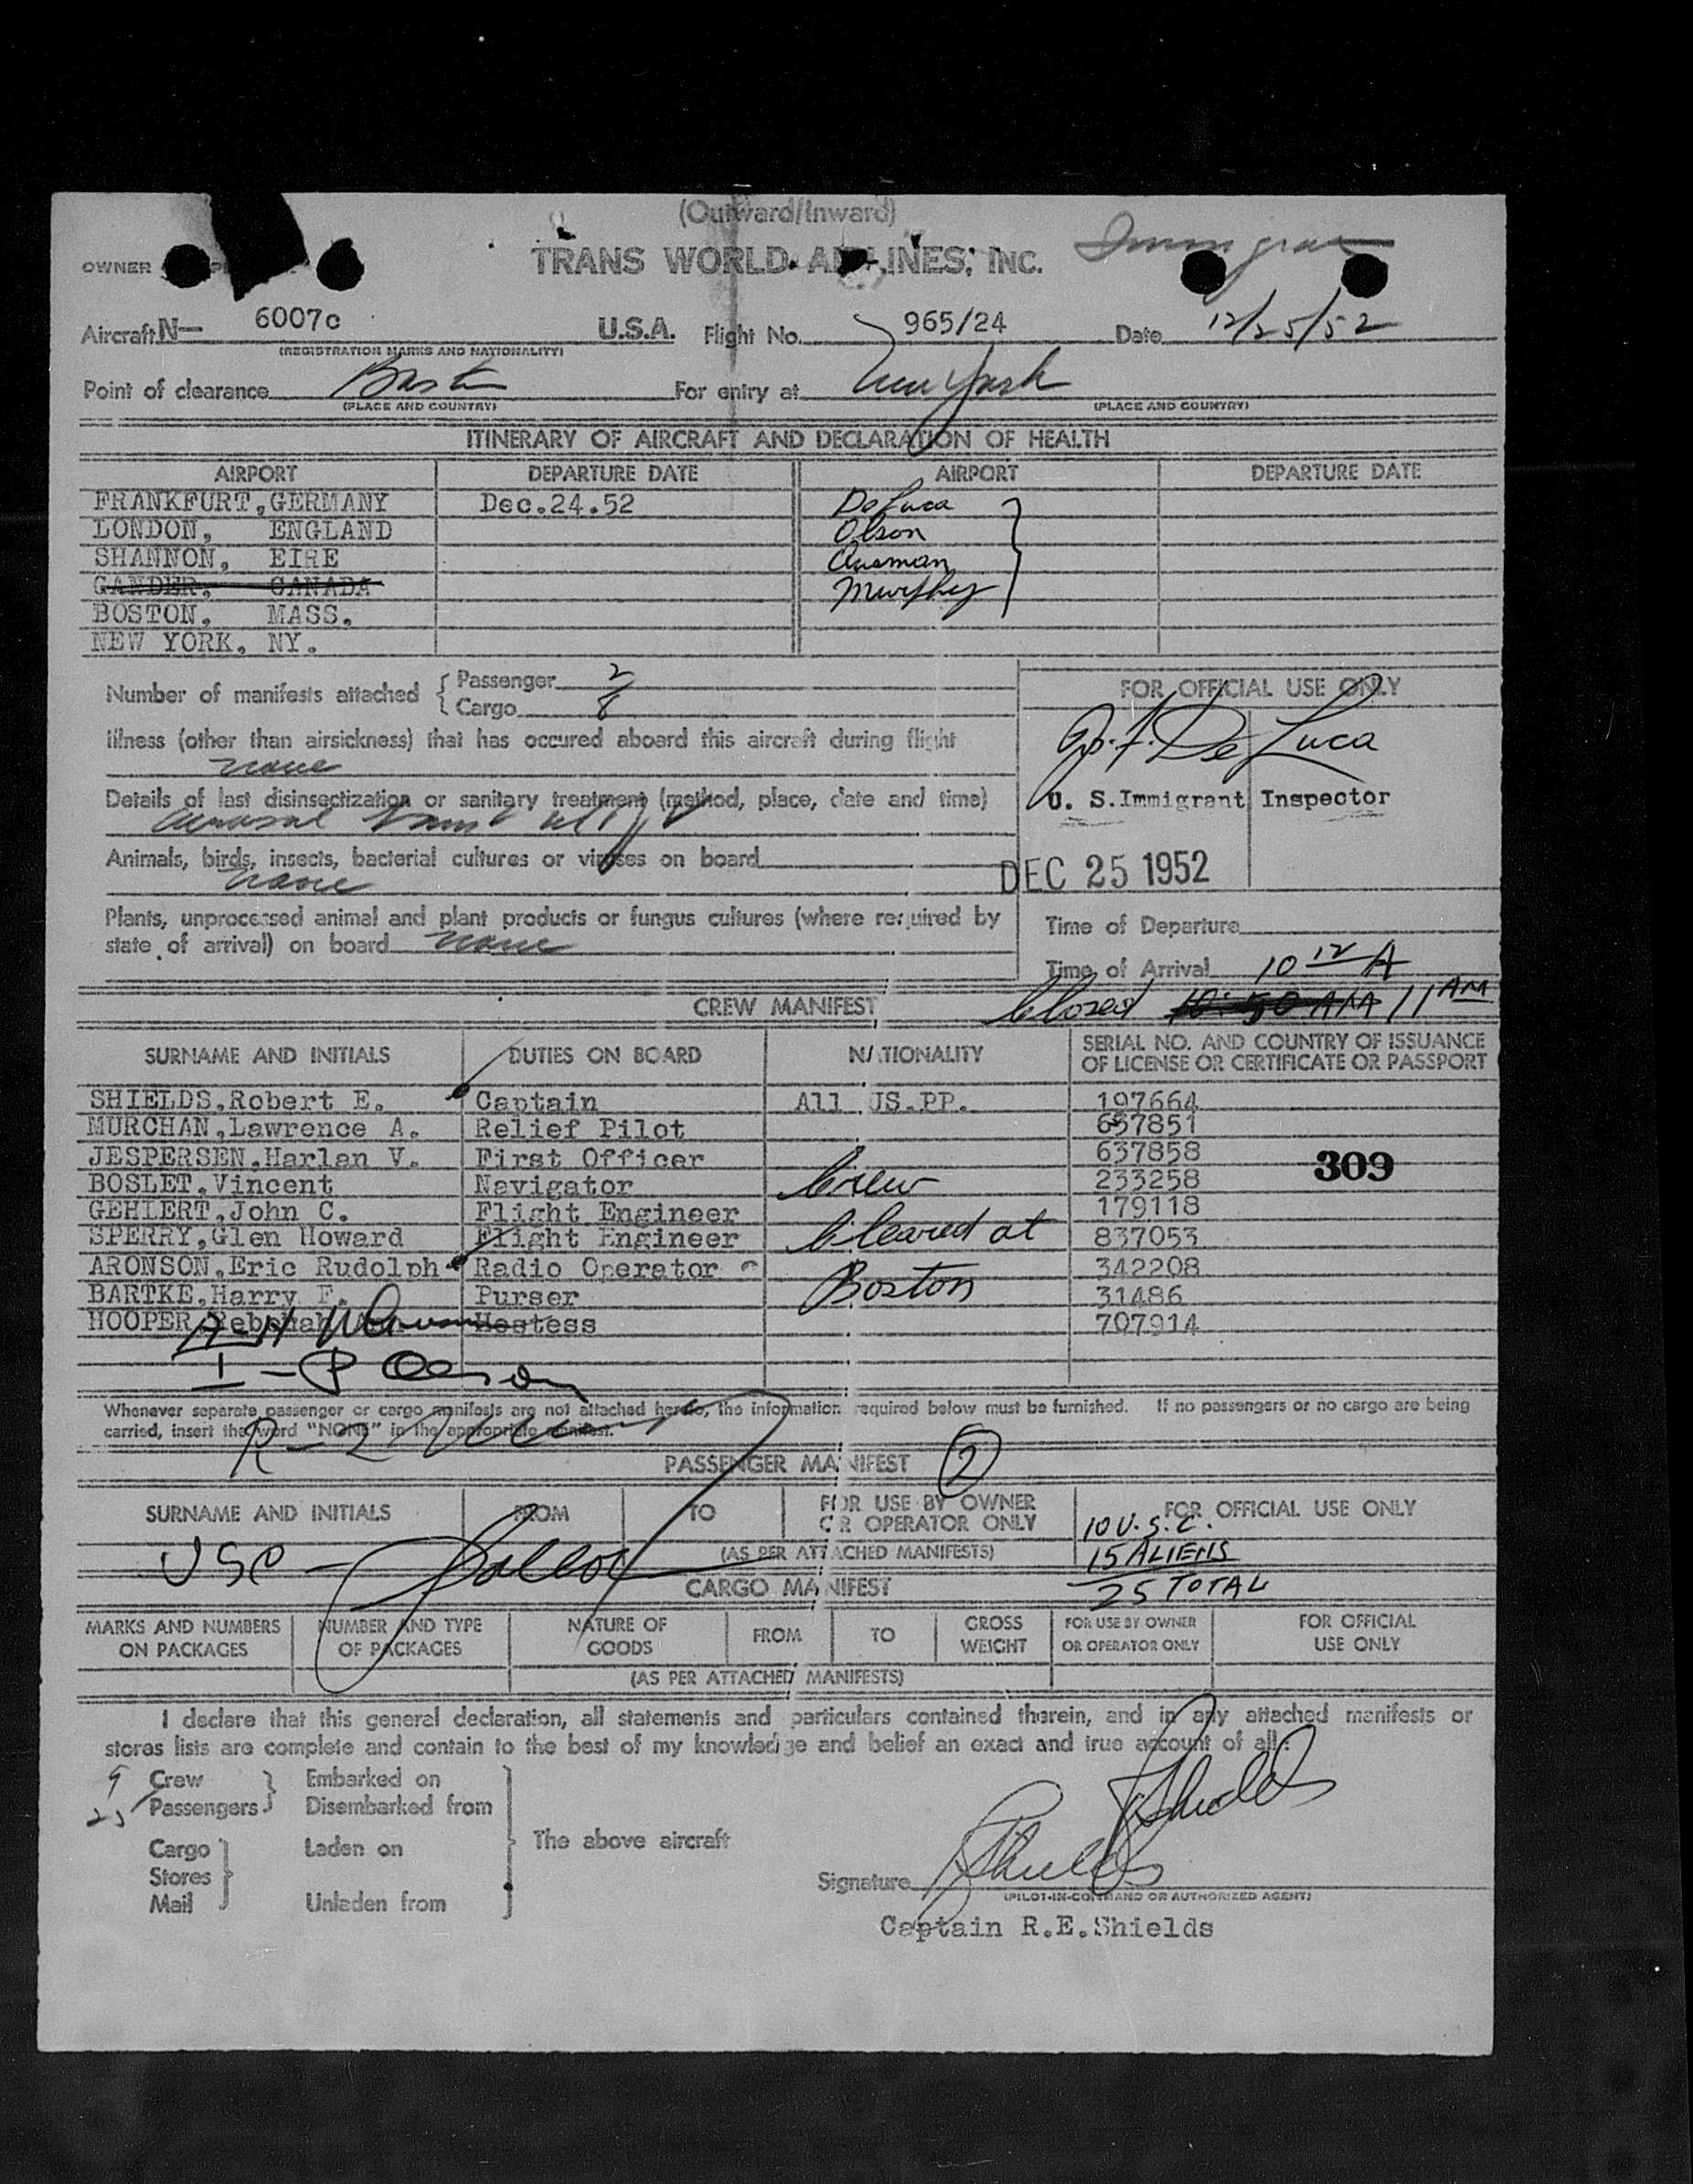 (Outward/Inward)
OWNER
TRANS WORLD AIRLINES, INC.
Aircraft N— 6007c U.S.A. Flight No. 965/24 Date 12/25/52
(REGISTRATION MARKS AND NATIONALITY)
Point of clearance Boston For entry at New York
(PLACE AND COUNTRY) (PLACE AND COUNTRY)
ITINERARY OF AIRCRAFT AND DECLARATION OF HEALTH
AIRPORT DEPARTURE DATE AIRPORT DEPARTURE DATE
FRANKFURT, GERMANY Dec.24.52 De Luca
LONDON, ENGLAND Olson
SHANNON, EIRE
GANDER, CANADA Murphy
BOSTON, MASS.
NEW YORK, NY.
Number of manifests attached { Passenger 2
Cargo 8
FOR OFFICIAL USE ONLY
Illness (other than airsickness) that has occured aboard this aircraft during flight
none
De Luca
U. S. Immigrant Inspector
Details of last disinsectization or sanitary treatment (method, place, date and time)
Animals, birds, insects, bacterial cultures or viruses on board
none
DEC 25 1952
Plants, unprocessed animal and plant products or fungus cultures (where required by
state of arrival) on board none
Time of Departure
Time of Arrival 10 12 A
Closed 10:50 AM 11 AM
CREW MANIFEST
SURNAME AND INITIALS DUTIES ON BOARD NATIONALITY SERIAL NO. AND COUNTRY OF ISSUANCE
OF LICENSE OR CERTIFICATE OR PASSPORT
SHIELDS, Robert E. Captain All US.PP. 197664
MURCHAN, Lawrence A. Relief Pilot 637851
JESPERSEN, Harlan V. First Officer 637858
309
BOSLET, Vincent Navigator Crew 233258
GEHLERT, John C. Flight Engineer 179118
SPERRY, Glen Howard Flight Engineer Cleared at 837053
ARONSON, Eric Rudolph Radio Operator 342208
BARTKE, Harry F. Purser Boston 31486
HOOPER, Hostess 707914
I - P Olson
Whenever separate passenger or cargo manifests are not attached hereto, the information required below must be furnished. If no passengers or no cargo are being
carried, insert the word "NONE" in the appropriate manifest.
PASSENGER MANIFEST 2
SURNAME AND INITIALS FROM TO FOR USE BY OWNER
OR OPERATOR ONLY FOR OFFICIAL USE ONLY
10 U.S.C.
USC - (AS PER ATTACHED MANIFESTS) 15 ALIENS
25 TOTAL
CARGO MANIFEST
MARKS AND NUMBERS
ON PACKAGES NUMBER AND TYPE
OF PACKAGES NATURE OF
GOODS FROM TO GROSS
WEIGHT FOR USE BY OWNER
OR OPERATOR ONLY FOR OFFICIAL
USE ONLY
(AS PER ATTACHED MANIFESTS)
I declare that this general declaration, all statements and particulars contained therein, and in any attached manifests or
stores lists are complete and contain to the best of my knowledge and belief an exact and true account of all:
9 Crew } Embarked on
25 Passengers } Disembarked from
Cargo Laden on The above aircraft
Stores
Mail Unladen from
Signature R Shields
(PILOT-IN-COMMAND OR AUTHORIZED AGENT)
Captain R.E.Shields